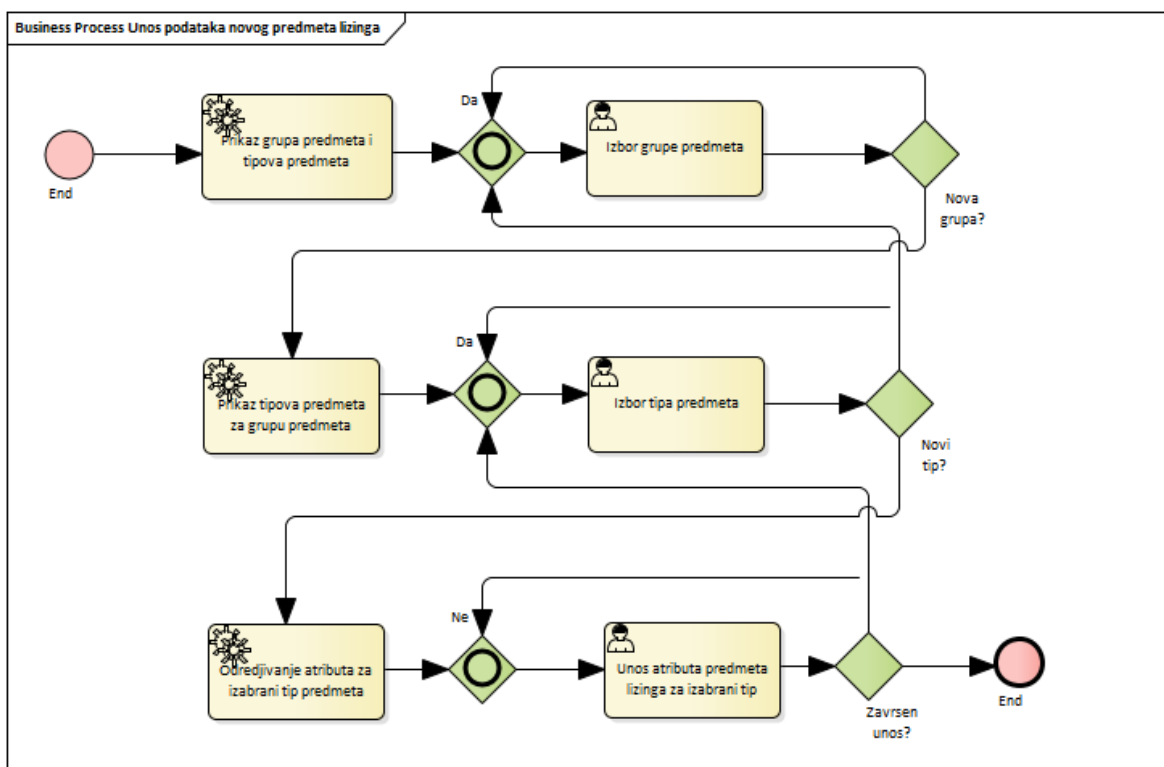 Business Process Unos podataka novog predmeta lizinga
End
Prikaz grupa predmeta i
tipova predmeta
Da
Izbor grupe predmeta
Nova
grupa?
Prikaz tipova predmeta
za grupu predmeta
Da
Izbor tipa predmeta
Novi
tip?
Odredjivanje atributa za
izabrani tip predmeta
Ne
Unos atributa predmeta
lizinga za izabrani tip
Zavrsen
unos?
End